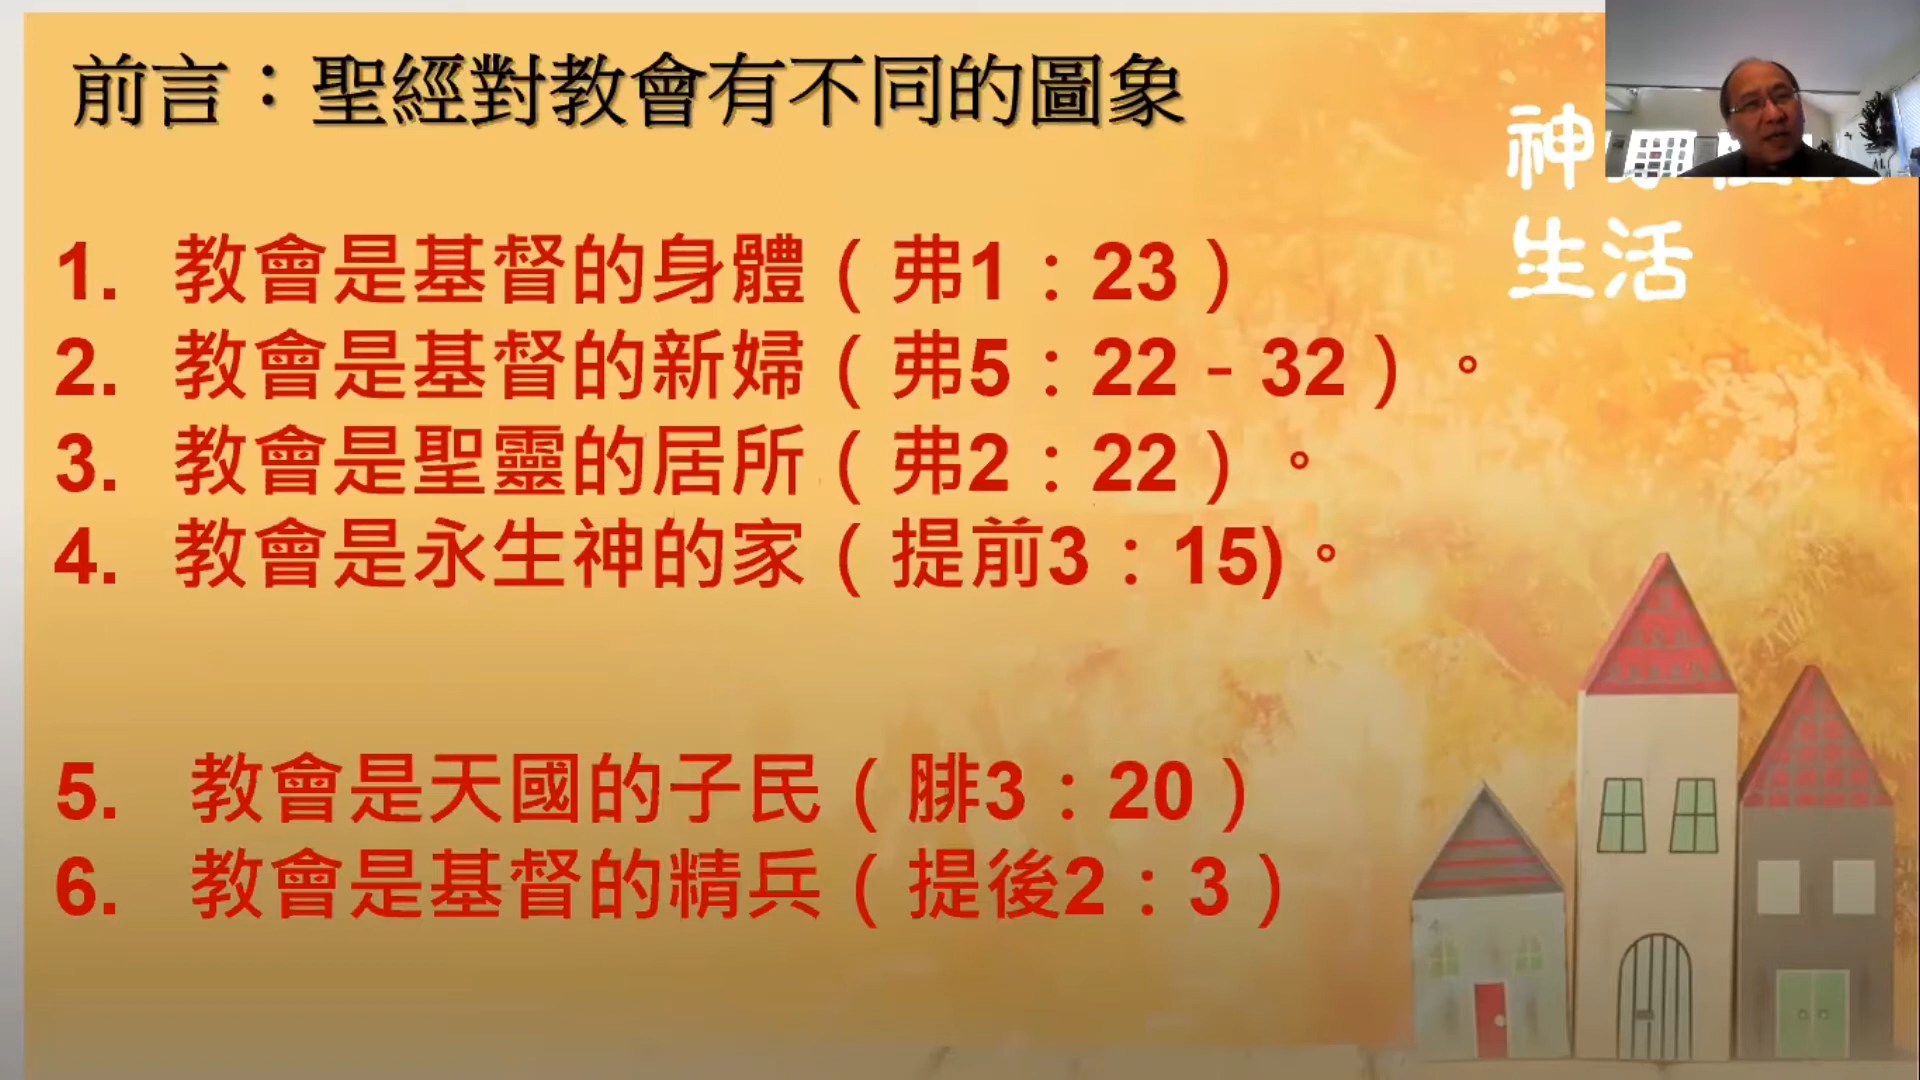 前言：聖經對教會有不同的圖象
神
生活
1. 教會是基督的身體（弗1：23）
2. 教會是基督的新婦（弗5：22－32）。
3. 教會是聖靈的居所（弗2：22）。
4. 教會是永生神的家（提前3：15)。
5. 教會是天國的子民（腓3：20）
6. 教會是基督的精兵（提後2：3）